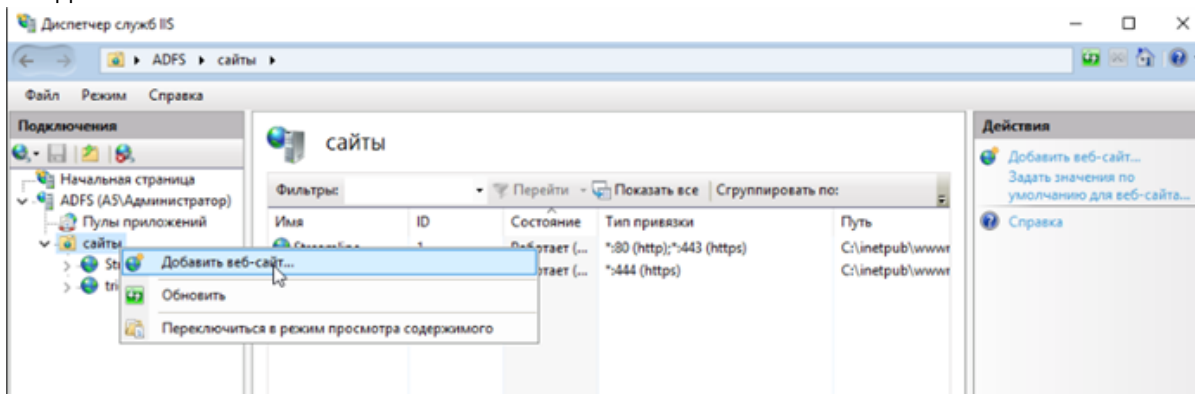 Диспетчер служб IIS
ADFS ▸ сайты ▸
Файл Режим Справка
Подключения
Начальная страница
ADFS (A5\Администратор)
Пулы приложений
сайты
Добавить веб-сайт...
Обновить
Переключиться в режим просмотра содержимого
сайты
Фильтры: Перейти Показать все Сгруппировать по:
Имя ID Состояние Тип привязки Путь
1 Работает (... *:80 (http);*:443 (https) C:\inetpub\wwwr
*:444 (https) C:\inetpub\wwwr
Действия
Добавить веб-сайт...
Задать значения по
умолчанию для веб-сайта...
Справка